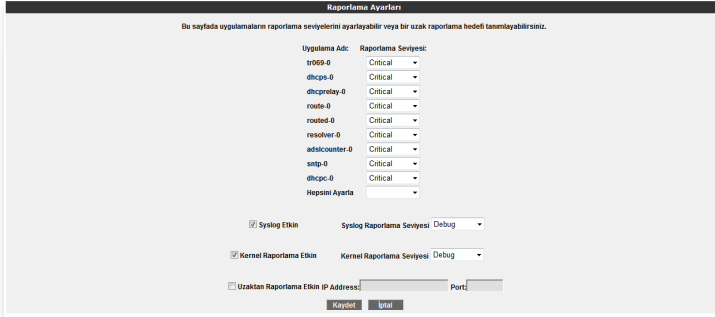 Raporlama Ayarları
Bu sayfada uygulamaların raporlama seviyelerini ayarlayabilir veya bir uzak raporlama hedefi tanımlayabilirsiniz.
Uygulama Adı: Raporlama Seviyesi:
tr069-0 Critical
dhcps-0 Critical
dhcprelay-0 Critical
route-0 Critical
routed-0 Critical
resolver-0 Critical
adslcounter-0 Critical
sntp-0 Critical
dhcpc-0 Critical
Hepsini Ayarla
Syslog Etkin Syslog Raporlama Seviyesi Debug
Kernel Raporlama Etkin Kernel Raporlama Seviyesi Debug
Uzaktan Raporlama Etkin IP Address: Port:
Kaydet İptal